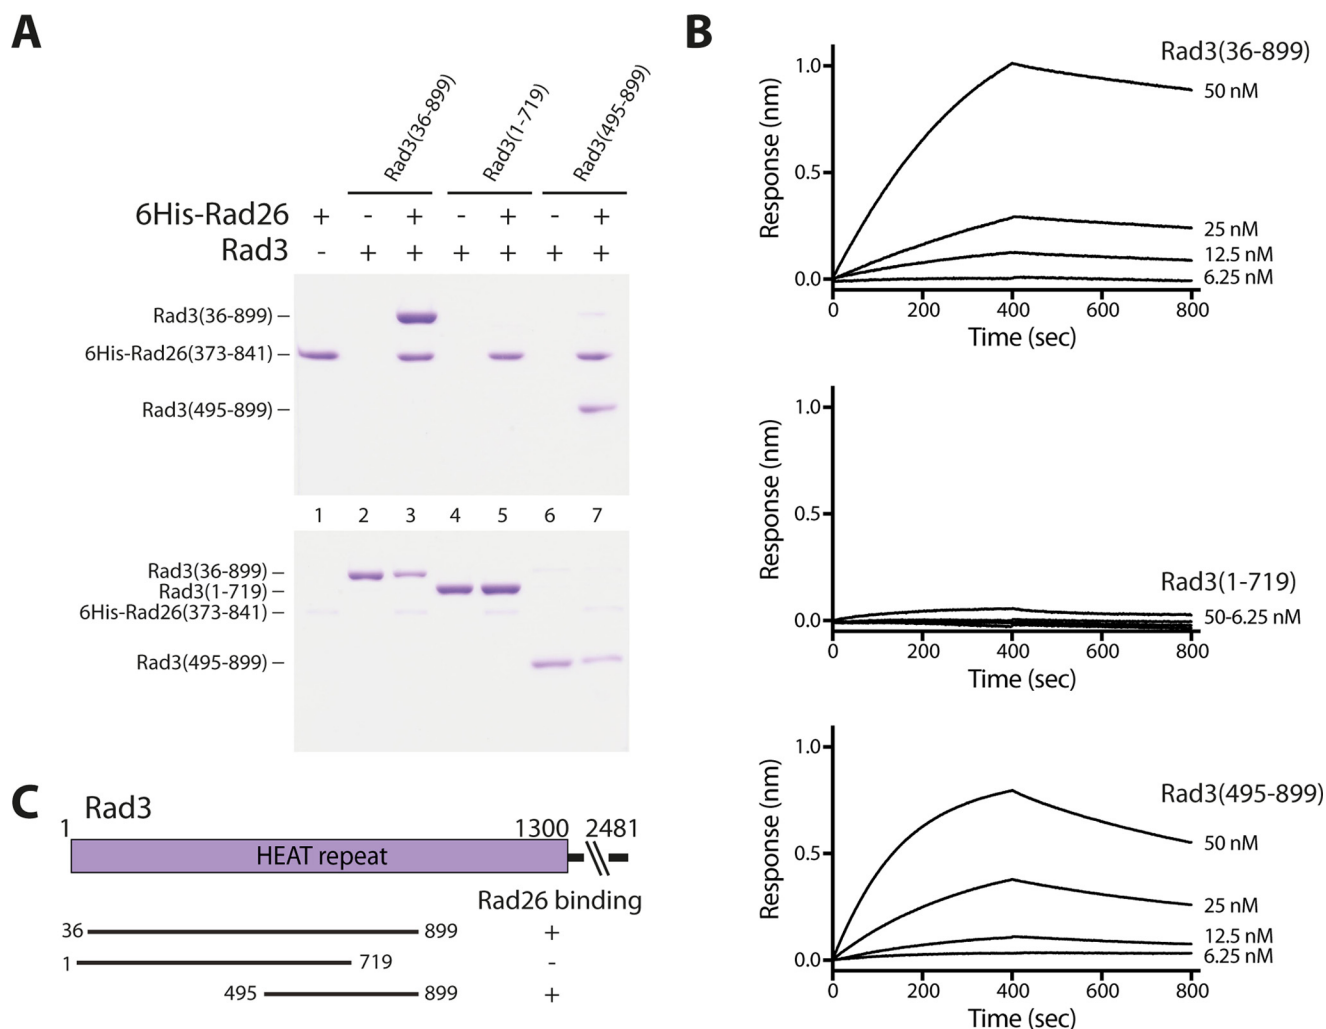 A
Rad3(36-899)
Rad3(1-719)
Rad3(495-899)
6His-Rad26 + - + - + - +
Rad3 - + + + + + +
Rad3(36-899)
6His-Rad26(373-841)
Rad3(495-899)
1 2 3 4 5 6 7
Rad3(36-899)
Rad3(1-719)
6His-Rad26(373-841)
Rad3(495-899)
B
Rad3(36-899)
Response (nm)
1.0
0.5
0.0
50 nM
25 nM
12.5 nM
6.25 nM
0 200 400 600 800
Time (sec)
Response (nm)
1.0
0.5
0.0
Rad3(1-719)
50-6.25 nM
0 200 400 600 800
Time (sec)
Response (nm)
1.0
0.5
0.0
Rad3(495-899)
50 nM
25 nM
12.5 nM
6.25 nM
0 200 400 600 800
Time (sec)
C
Rad3
1 1300 2481
HEAT repeat
Rad26 binding
36 899 +
1 719 -
495 899 +